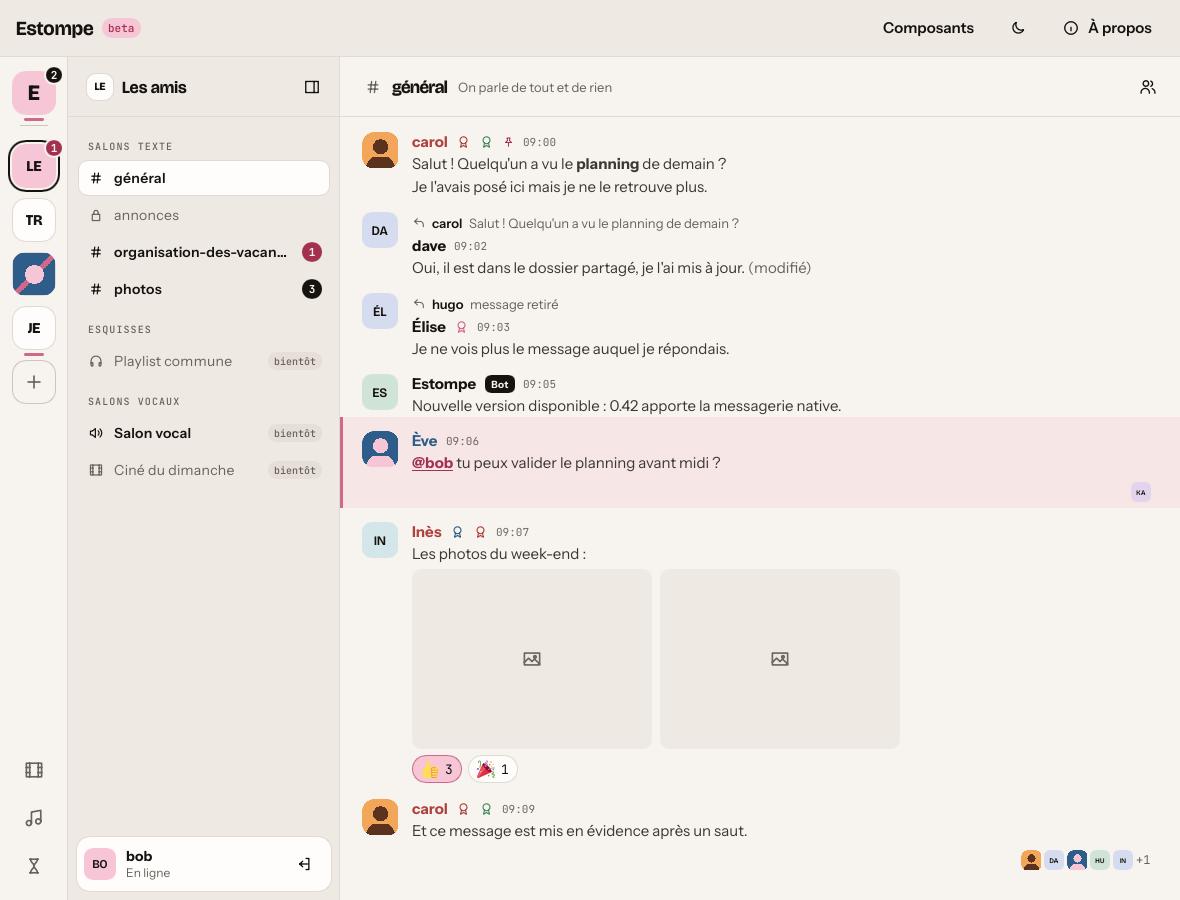 Estompe beta
Composants
À propos
E
2
LE
1
TR
JE
LE Les amis
SALONS TEXTE
# général
annonces
# organisation-des-vacan... 1
# photos 3
ESQUISSES
Playlist commune bientôt
SALONS VOCAUX
Salon vocal bientôt
Ciné du dimanche bientôt
BO bob
En ligne
# général On parle de tout et de rien
carol 09:00
Salut ! Quelqu'un a vu le planning de demain ?
Je l'avais posé ici mais je ne le retrouve plus.
DA
carol Salut ! Quelqu'un a vu le planning de demain ?
dave 09:02
Oui, il est dans le dossier partagé, je l'ai mis à jour. (modifié)
ÉL
hugo message retiré
Élise 09:03
Je ne vois plus le message auquel je répondais.
ES
Estompe Bot 09:05
Nouvelle version disponible : 0.42 apporte la messagerie native.
Ève 09:06
@bob tu peux valider le planning avant midi ?
KA
IN
Inès 09:07
Les photos du week-end :
👍 3 🎉 1
carol 09:09
Et ce message est mis en évidence après un saut.
DA HU IN +1